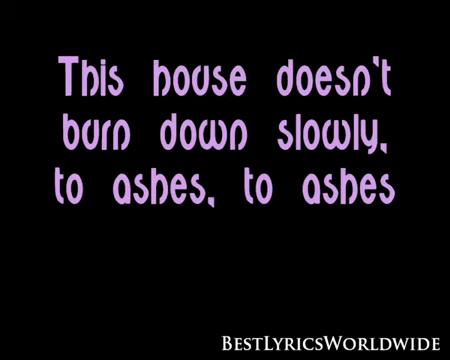 This house doesn't
burn down slowly,
to ashes, to ashes
BestLyricsWorldwide